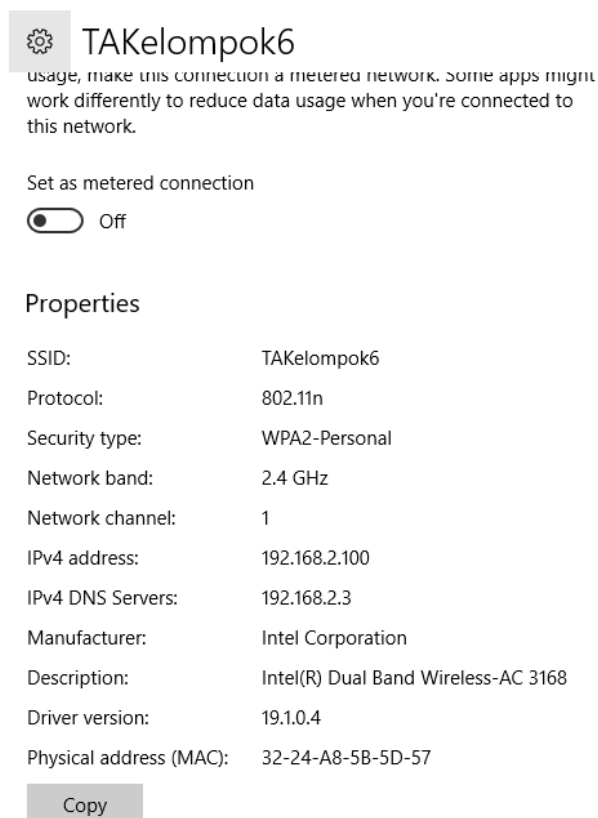 TAKelompok6
usage, make this connection a metered network. Some apps might
work differently to reduce data usage when you're connected to
this network.
Set as metered connection
Off
Properties
SSID: TAKelompok6
Protocol: 802.11n
Security type: WPA2-Personal
Network band: 2.4 GHz
Network channel: 1
IPv4 address: 192.168.2.100
IPv4 DNS Servers: 192.168.2.3
Manufacturer: Intel Corporation
Description: Intel(R) Dual Band Wireless-AC 3168
Driver version: 19.1.0.4
Physical address (MAC): 32-24-A8-5B-5D-57
Copy